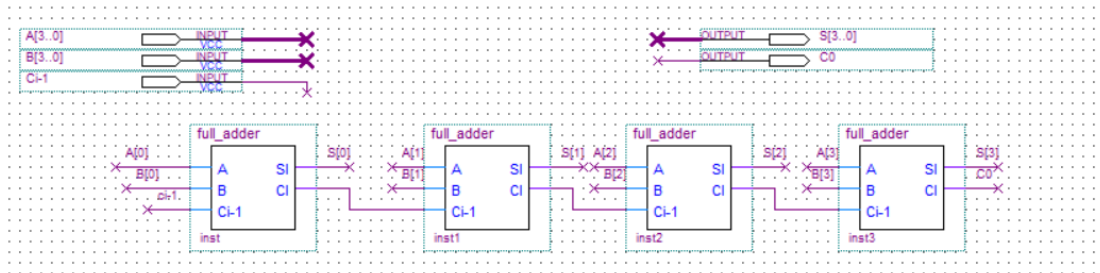 A[3..0] INPUT VCC
B[3..0] INPUT VCC
Ci-1 INPUT VCC
OUTPUT S[3..0]
OUTPUT C0
full_adder full_adder full_adder full_adder
A[0] A SI S[0] A[1] A SI S[1] A[2] A SI S[2] A[3] A SI S[3]
B[0] B CI B[1] B CI B[2] B CI B[3] B CI C0
ci-1 Ci-1 Ci-1 Ci-1 Ci-1
inst inst1 inst2 inst3